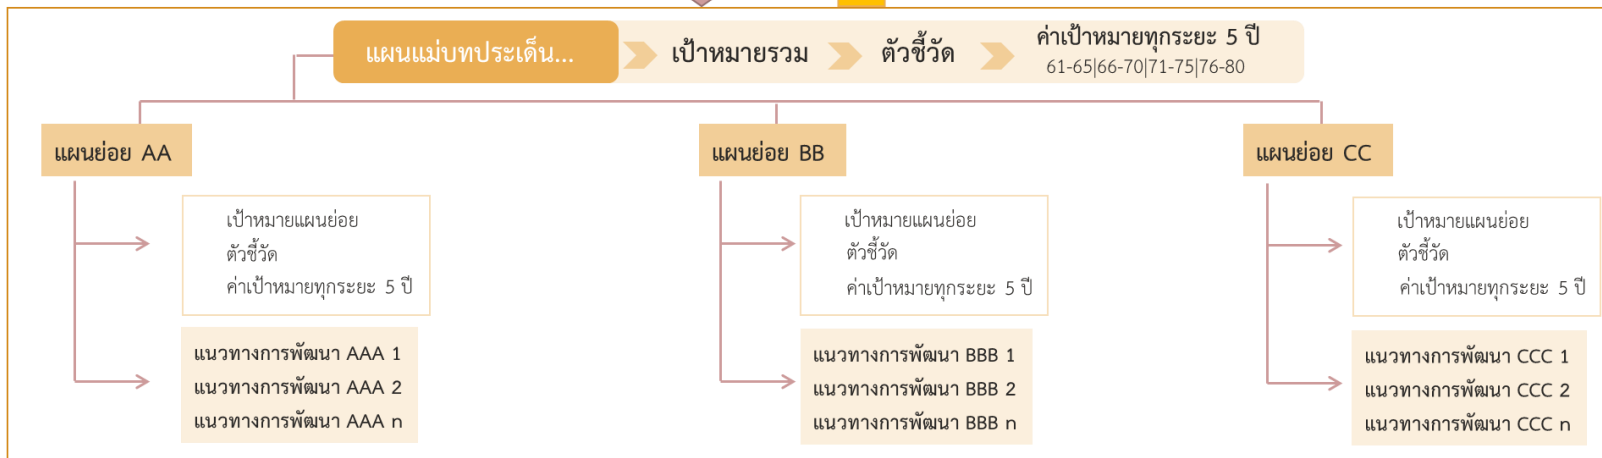 แผนแม่บทประเด็น...
เป้าหมายรวม
ตัวชี้วัด
ค่าเป้าหมายทุกระยะ 5 ปี
61-65|66-70|71-75|76-80
แผนย่อย AA
เป้าหมายแผนย่อย
ตัวชี้วัด
ค่าเป้าหมายทุกระยะ 5 ปี
แนวทางการพัฒนา AAA 1
แนวทางการพัฒนา AAA 2
แนวทางการพัฒนา AAA n
แผนย่อย BB
เป้าหมายแผนย่อย
ตัวชี้วัด
ค่าเป้าหมายทุกระยะ 5 ปี
แนวทางการพัฒนา BBB 1
แนวทางการพัฒนา BBB 2
แนวทางการพัฒนา BBB n
แผนย่อย CC
เป้าหมายแผนย่อย
ตัวชี้วัด
ค่าเป้าหมายทุกระยะ 5 ปี
แนวทางการพัฒนา CCC 1
แนวทางการพัฒนา CCC 2
แนวทางการพัฒนา CCC n